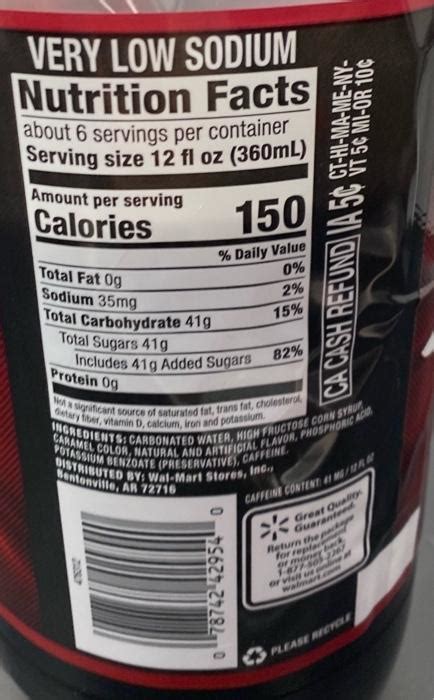 VERY LOW SODIUM
Nutrition Facts
about 6 servings per container
Serving size 12 fl oz (360mL)
Amount per serving
Calories 150
% Daily Value
Total Fat 0g 0%
Sodium 35mg 2%
Total Carbohydrate 41g 15%
Total Sugars 41g
Includes 41g Added Sugars 82%
Protein 0g
Not a significant source of saturated fat, trans fat, cholesterol,
dietary fiber, vitamin D, calcium, iron and potassium.
INGREDIENTS: CARBONATED WATER, HIGH FRUCTOSE CORN SYRUP,
CARAMEL COLOR, NATURAL AND ARTIFICIAL FLAVOR, PHOSPHORIC ACID,
POTASSIUM BENZOATE (PRESERVATIVE), CAFFEINE.
DISTRIBUTED BY: Wal-Mart Stores, Inc.,
Bentonville, AR 72716
CAFFEINE CONTENT: 41 MG/12 FL OZ
Great Quality.
Guaranteed.
Return the package
for replacement
or money back.
1-877-505-2267
or visit us online at
walmart.com
0 78742 42954 0
PLEASE RECYCLE
CA CASH REFUND IA 5¢ CT-HI-MA-ME-NY-
VT 5¢ MI-OR 10¢